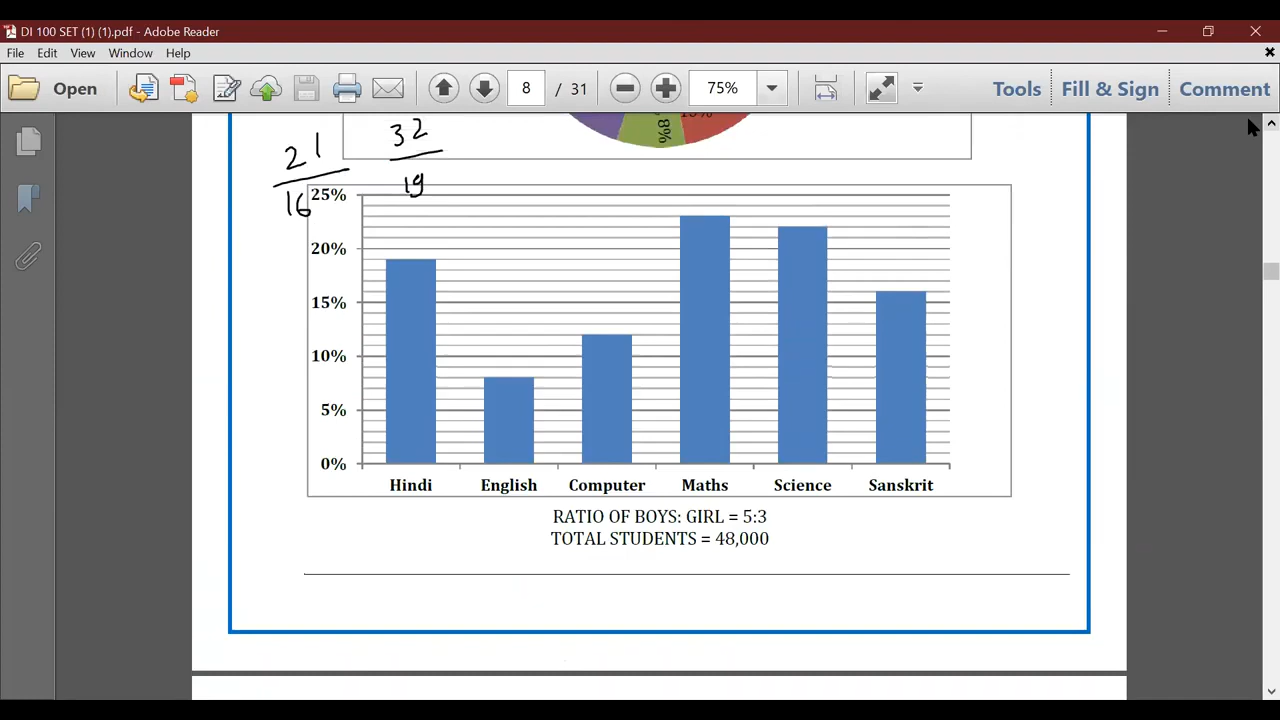 DI 100 SET (1) (1).pdf - Adobe Reader
File Edit View Window Help
Open 8 / 31 75% Tools Fill & Sign Comment
8%
21
16
32
19
25%
20%
15%
10%
5%
0%
Hindi English Computer Maths Science Sanskrit
RATIO OF BOYS: GIRL = 5:3
TOTAL STUDENTS = 48,000